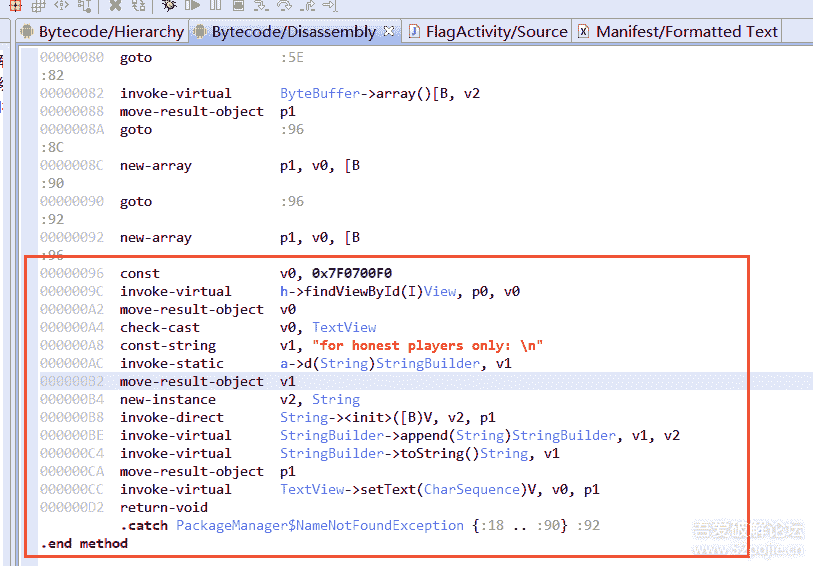 Bytecode/Hierarchy Bytecode/Disassembly FlagActivity/Source Manifest/Formatted Text
00000080 goto :5E
:82
00000082 invoke-virtual ByteBuffer->array()[B, v2
00000088 move-result-object p1
0000008A goto :96
:8C
0000008C new-array p1, v0, [B
:90
00000090 goto :96
:92
00000092 new-array p1, v0, [B
:96
00000096 const v0, 0x7F0700F0
0000009C invoke-virtual h->findViewById(I)View, p0, v0
000000A2 move-result-object v0
000000A4 check-cast v0, TextView
000000A8 const-string v1, "for honest players only: \n"
000000AC invoke-static a->d(String)StringBuilder, v1
000000B2 move-result-object v1
000000B4 new-instance v2, String
000000B8 invoke-direct String-><init>([B)V, v2, p1
000000BE invoke-virtual StringBuilder->append(String)StringBuilder, v1, v2
000000C4 invoke-virtual StringBuilder->toString()String, v1
000000CA move-result-object p1
000000CC invoke-virtual TextView->setText(CharSequence)V, v0, p1
000000D2 return-void
.catch PackageManager$NameNotFoundException {:18 .. :90} :92
.end method
吾爱破解论坛
www.52pojie.cn